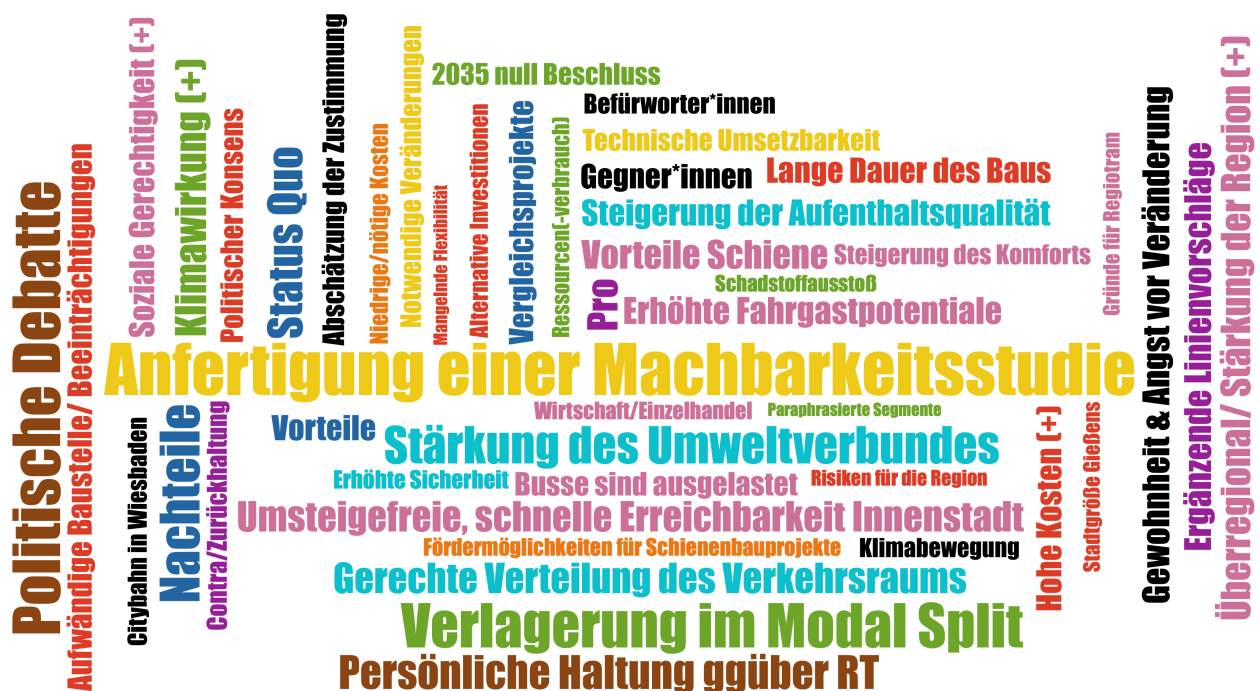 Politische Debatte
Aufwändige Baustelle/ Beeinträchtigungen
Soziale Gerechtigkeit (+)
Klimawirkung (+)
Politischer Konsens
Status Quo
Abschätzung der Zustimmung
Niedrige/nötige Kosten
Notwendige Veränderungen
Mangelnde Flexibilität
Alternative Investitionen
Vergleichsprojekte
Ressourcen(-verbrauch)
2035 null Beschluss
Befürworter*innen
Technische Umsetzbarkeit
Gegner*innen
Lange Dauer des Baus
Steigerung der Aufenthaltsqualität
Vorteile Schiene
Steigerung des Komforts
Schadstoffausstoß
Pro
Erhöhte Fahrgastpotentiale
Gründe für Regiotram
Gewohnheit & Angst vor Veränderung
Ergänzende Linienvorschläge
Überregional/ Stärkung der Region (+)
Anfertigung einer Machbarkeitsstudie
Citybahn in Wiesbaden
Nachteile
Contra/Zurückhaltung
Vorteile
Wirtschaft/Einzelhandel
Paraphrasierte Segmente
Stärkung des Umweltverbundes
Erhöhte Sicherheit
Busse sind ausgelastet
Risiken für die Region
Umsteigefreie, schnelle Erreichbarkeit Innenstadt
Fördermöglichkeiten für Schienenbauprojekte
Klimabewegung
Gerechte Verteilung des Verkehrsraums
Hohe Kosten (+)
Stadtgröße Gießens
Verlagerung im Modal Split
Persönliche Haltung ggüber RT